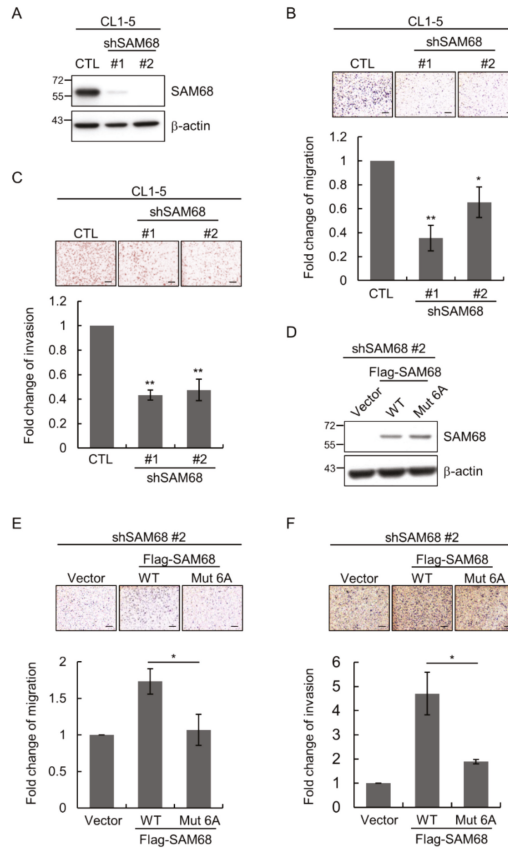 A
CL1-5
shSAM68
CTL #1 #2
72
55
SAM68
43
β-actin
B
CL1-5
shSAM68
CTL #1 #2
Fold change of migration
1.2
1
0.8
0.6
0.4
0.2
0
**
*
CTL #1 #2
shSAM68
C
CL1-5
shSAM68
CTL #1 #2
Fold change of invasion
1.2
1
0.8
0.6
0.4
0.2
0
**
**
CTL #1 #2
shSAM68
D
shSAM68 #2
Flag-SAM68
Vector WT Mut 6A
72
55
SAM68
43
β-actin
E
shSAM68 #2
Flag-SAM68
Vector WT Mut 6A
Fold change of migration
2
1.5
1
0.5
0
*
Vector WT Mut 6A
Flag-SAM68
F
shSAM68 #2
Flag-SAM68
Vector WT Mut 6A
Fold change of invasion
6
5
4
3
2
1
0
*
Vector WT Mut 6A
Flag-SAM68